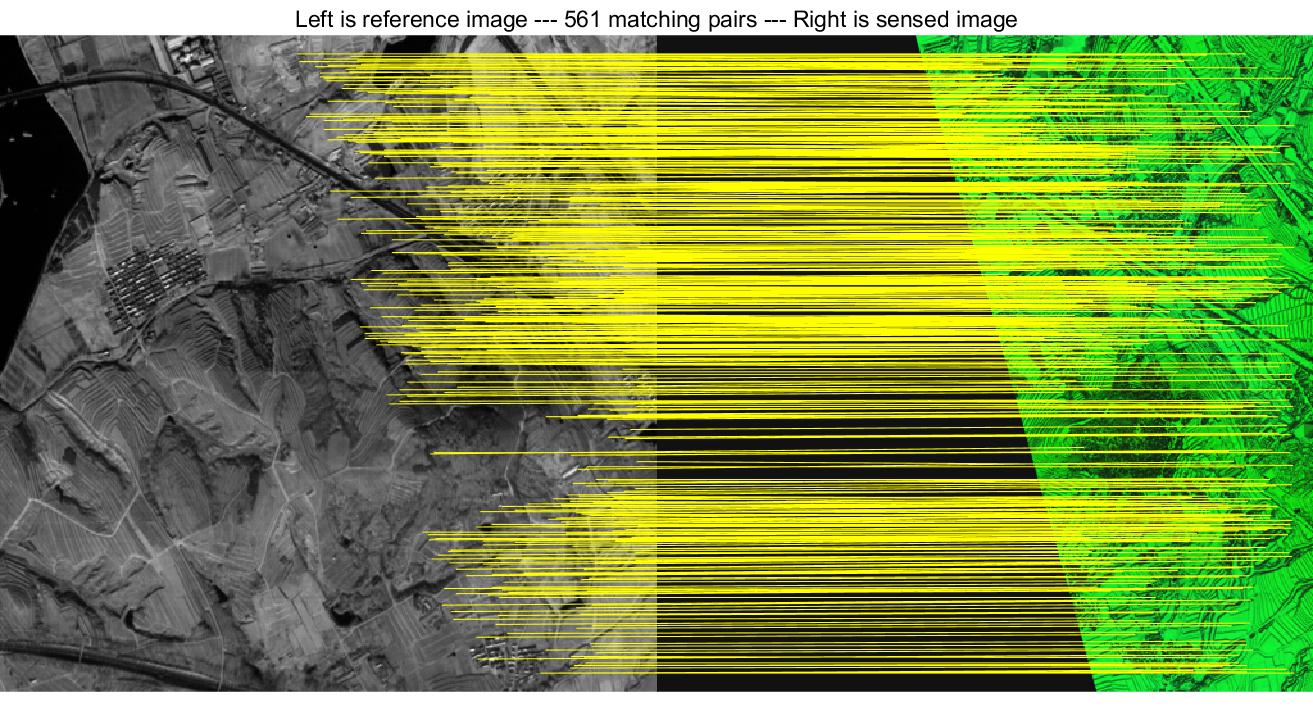 Left is reference image --- 561 matching pairs --- Right is sensed image